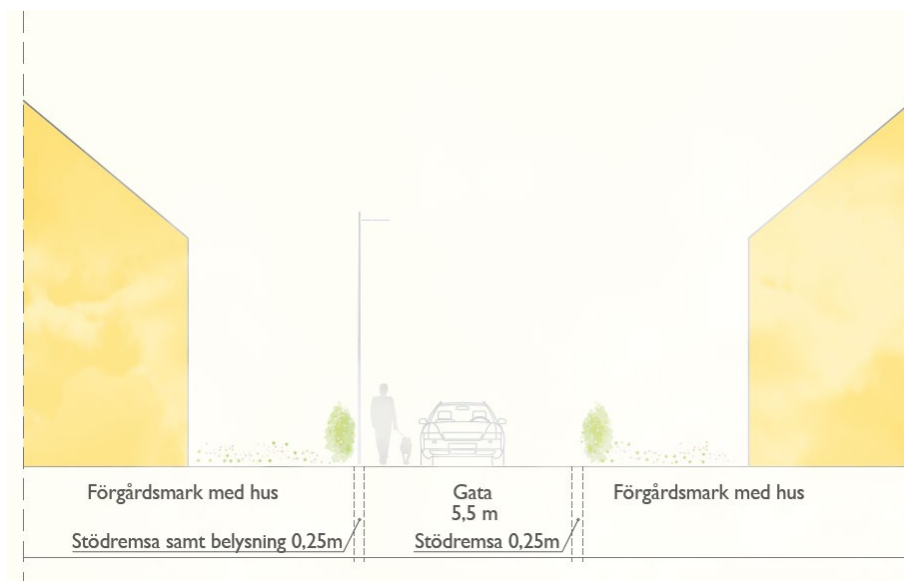 Förgårdsmark med hus
Gata
5,5 m
Förgårdsmark med hus
Stödremsa samt belysning 0,25m
Stödremsa 0,25m